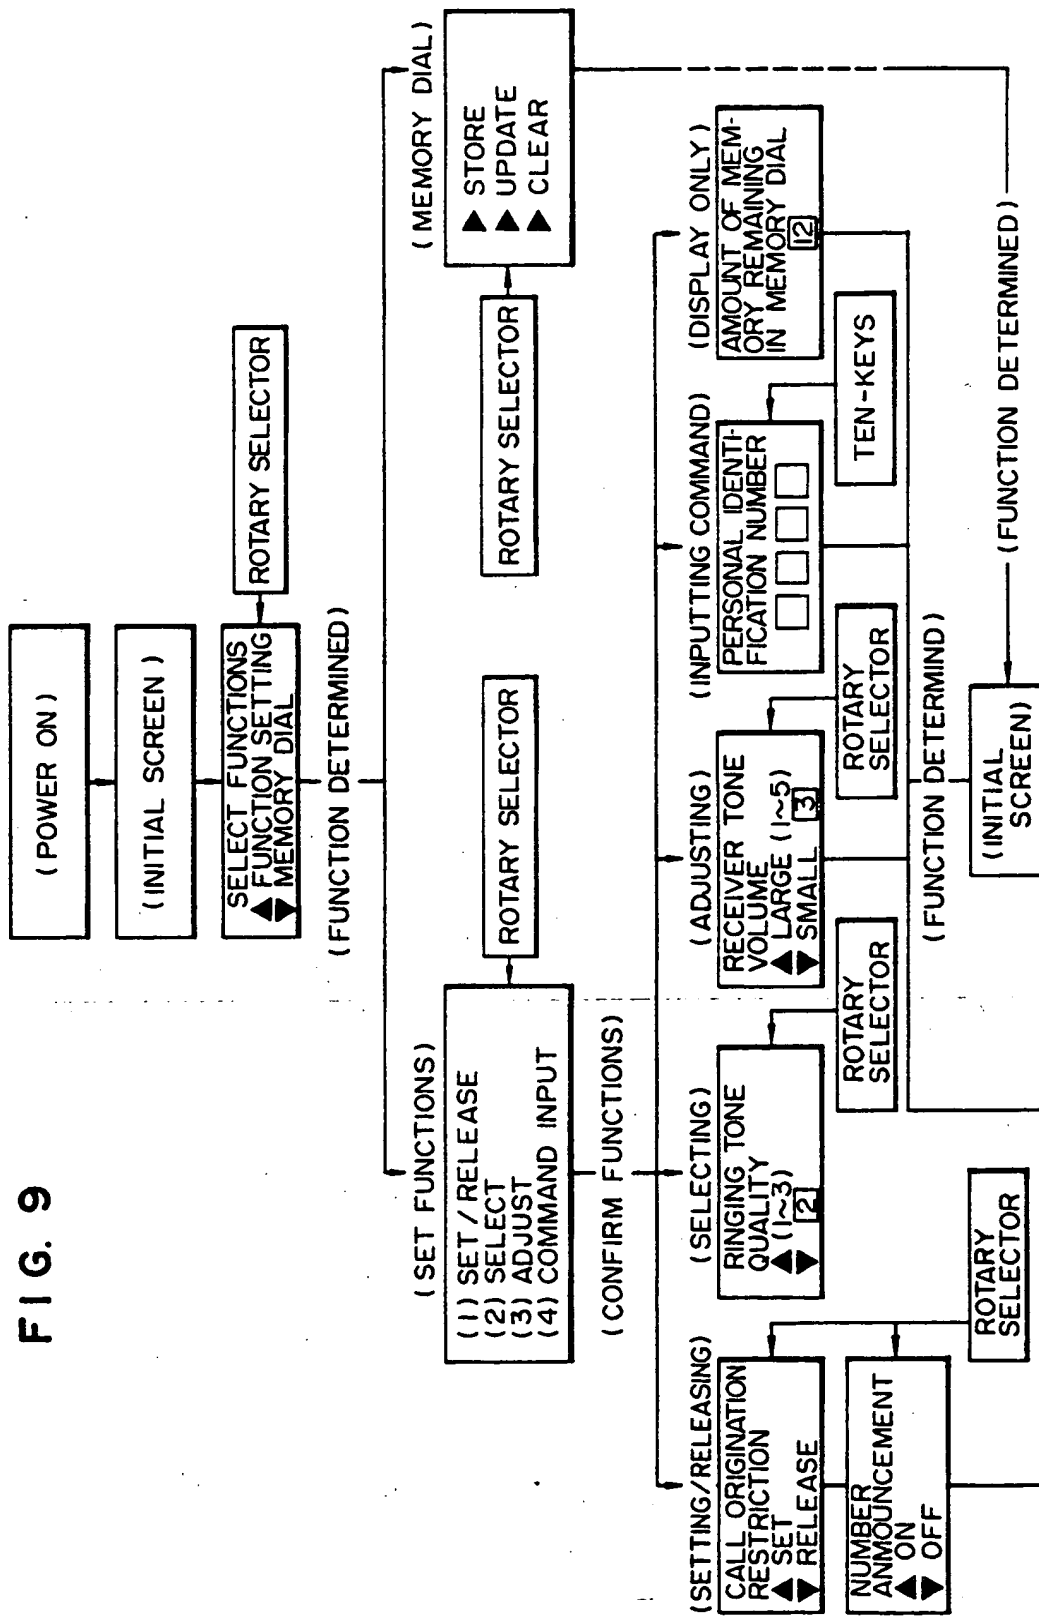 FIG. 9
(POWER ON)
(INITIAL SCREEN)
SELECT FUNCTIONS
▲ FUNCTION SETTING
▼ MEMORY DIAL
ROTARY SELECTOR
(FUNCTION DETERMINED)
(SET FUNCTIONS)
(1) SET/RELEASE
(2) SELECT
(3) ADJUST
(4) COMMAND INPUT
ROTARY SELECTOR
(MEMORY DIAL)
▶ STORE
▶ UPDATE
▶ CLEAR
ROTARY SELECTOR
(CONFIRM FUNCTIONS)
(SETTING/RELEASING)
CALL ORIGINATION
RESTRICTION
▲ SET
▼ RELEASE
NUMBER
ANMOUNCEMENT
▲ ON
▼ OFF
ROTARY
SELECTOR
(SELECTING)
RINGING TONE
QUALITY
▲ (1~3)
▼ 2
ROTARY
SELECTOR
(ADJUSTING)
RECEIVER TONE
VOLUME
▲ LARGE (1~5)
▼ SMALL 3
ROTARY
SELECTOR
(INPUTTING COMMAND)
PERSONAL IDENTI-
FICATION NUMBER
□ □ □ □
TEN-KEYS
(DISPLAY ONLY)
AMOUNT OF MEM-
ORY REMAINING
IN MEMORY DIAL
12
(FUNCTION DETERMIND)
(FUNCTION DETERMINED)
(INITIAL
SCREEN)